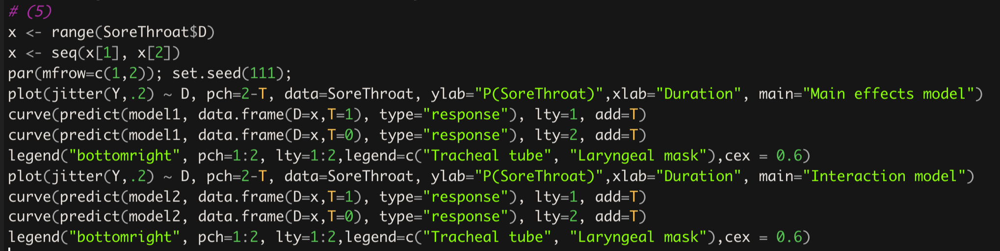 # (5)
x <- range(SoreThroat$D)
x <- seq(x[1], x[2])
par(mfrow=c(1,2)); set.seed(111);
plot(jitter(Y,.2) ~ D, pch=2-T, data=SoreThroat, ylab="P(SoreThroat)",xlab="Duration", main="Main effects model")
curve(predict(model1, data.frame(D=x,T=1), type="response"), lty=1, add=T)
curve(predict(model1, data.frame(D=x,T=0), type="response"), lty=2, add=T)
legend("bottomright", pch=1:2, lty=1:2,legend=c("Tracheal tube", "Laryngeal mask"),cex = 0.6)
plot(jitter(Y,.2) ~ D, pch=2-T, data=SoreThroat, ylab="P(SoreThroat)",xlab="Duration", main="Interaction model")
curve(predict(model2, data.frame(D=x,T=1), type="response"), lty=1, add=T)
curve(predict(model2, data.frame(D=x,T=0), type="response"), lty=2, add=T)
legend("bottomright", pch=1:2, lty=1:2,legend=c("Tracheal tube", "Laryngeal mask"),cex = 0.6)